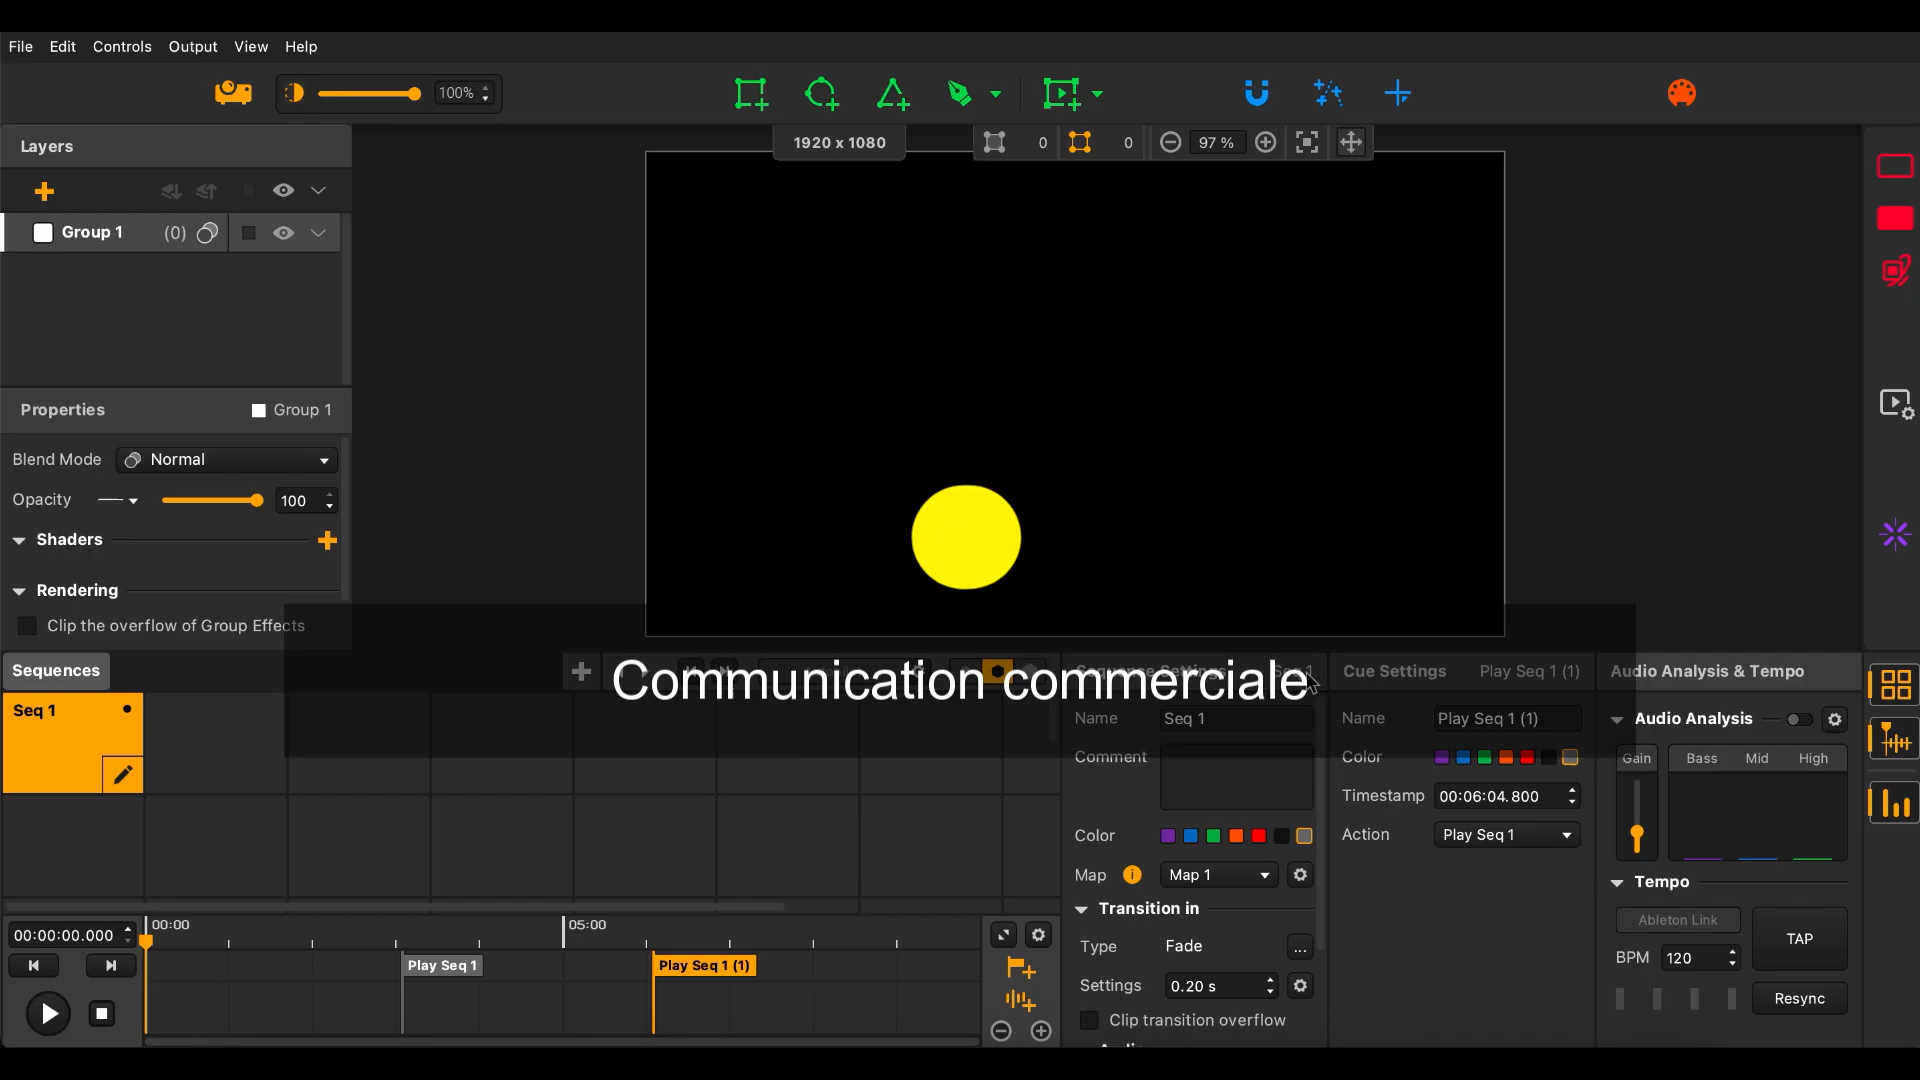 File Edit Controls Output View Help
100%
Layers
1920 x 1080
0
0
97 %
Group 1 (0)
Properties
Group 1
Blend Mode
Normal
Opacity
100
Shaders
Rendering
Clip the overflow of Group Effects
Sequences
Communication commerciale
Seq 1
Cue Settings
Play Seq 1 (1)
Audio Analysis & Tempo
Seq 1
Name
Seq 1
Comment
Color
Map
i
Map 1
Transition in
Type
Fade
...
Settings
0.20 s
Clip transition overflow
Name
Play Seq 1 (1)
Color
Timestamp
00:06:04.800
Action
Play Seq 1
Audio Analysis
Gain
Bass
Mid
High
Tempo
Ableton Link
TAP
BPM
120
Resync
00:00:00.000
00:00
05:00
Play Seq 1
Play Seq 1 (1)